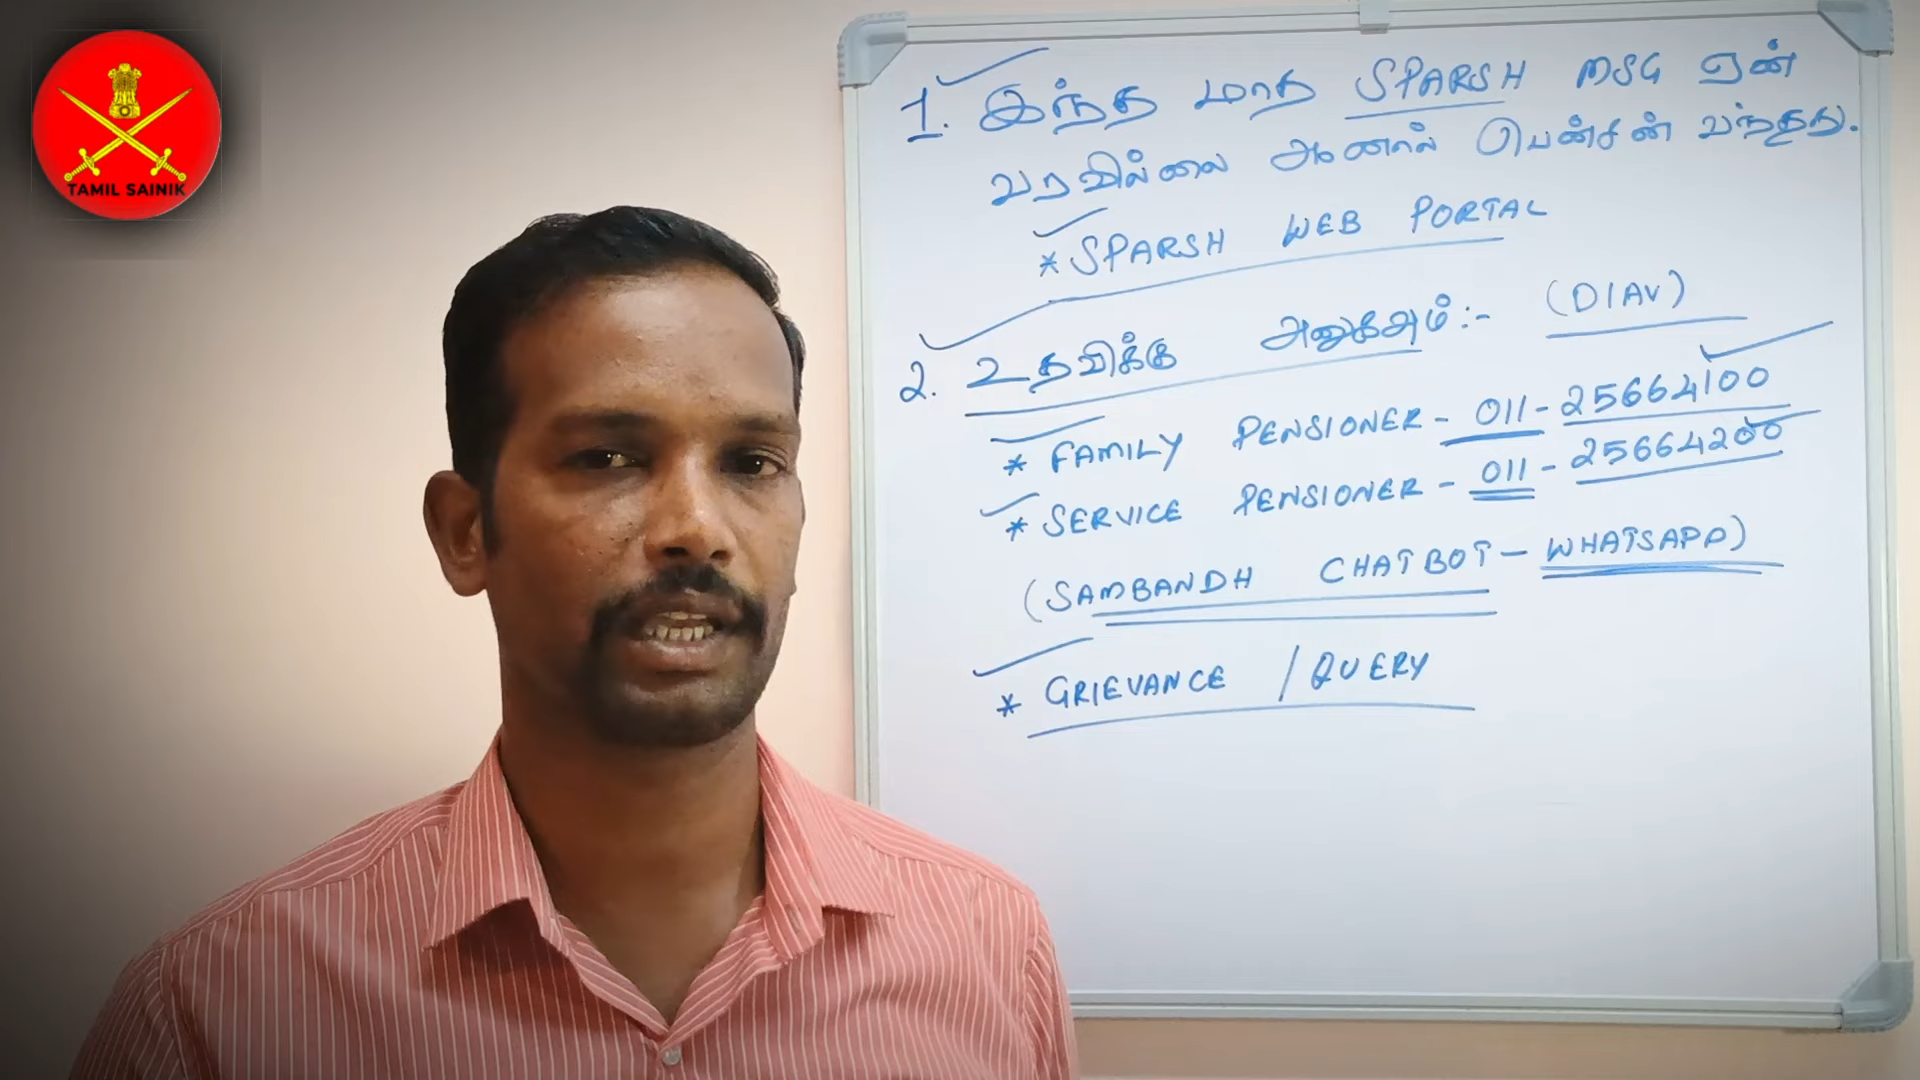 TAMIL SAINIK
1. இந்த மாத SPARSH MSG ஏன்
வரவில்லை ஆனால் பென்சன் வந்தது.
* SPARSH WEB PORTAL
2. உதவிக்கு அணுகவும் :- (DIAV)
* FAMILY PENSIONER - 011 - 25664100
* SERVICE PENSIONER - 011 - 25664200
(SAMBANDH CHATBOT - WHATSAPP)
* GRIEVANCE / QUERY